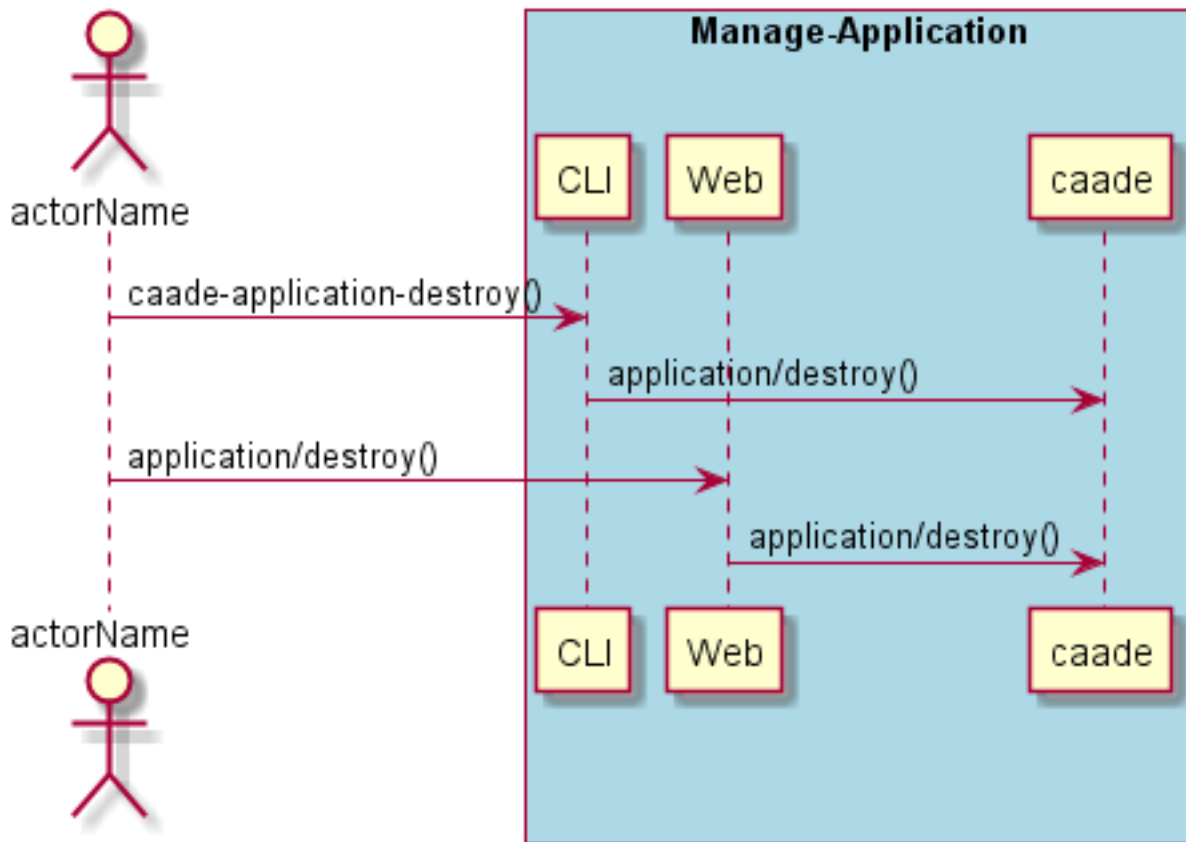 Manage-Application
CLI
Web
caade
actorName
caade-application-destroy()
application/destroy()
application/destroy()
application/destroy()
actorName
CLI
Web
caade